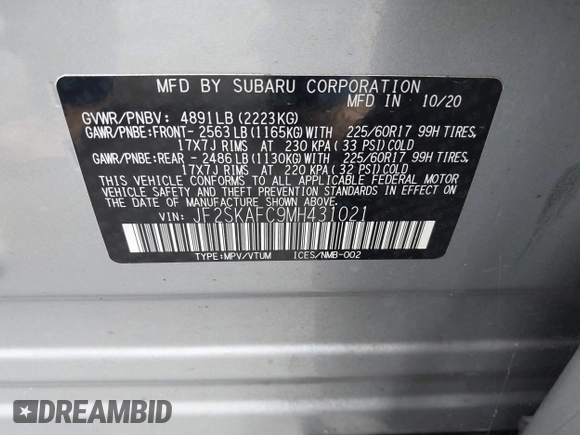 MFD BY SUBARU CORPORATION
MFD IN 10/20
GVWR/PNBV: 4891LB (2223KG)
GAWR/PNBE:FRONT-2563LB(1165KG)WITH 225/60R17 99H TIRES,
17X7J RIMS AT 230 KPA(33 PSI)COLD
GAWR/PNBE:REAR -2486LB(1130KG)WITH 225/60R17 99H TIRES,
17X7J RIMS AT 220 KPA(32 PSI)COLD
THIS VEHICLE CONFORMS TO ALL APPLICABLE FEDERAL MOTOR
VEHICLE SAFETY AND THEFT PREVENTION STANDARDS IN EFFECT ON
THE DATE OF MANUFACTURE SHOWN ABOVE
VIN: JF2SKAFC9MH431021
TYPE:MPV/VTUM ICES/NMB-002
DREAMBID